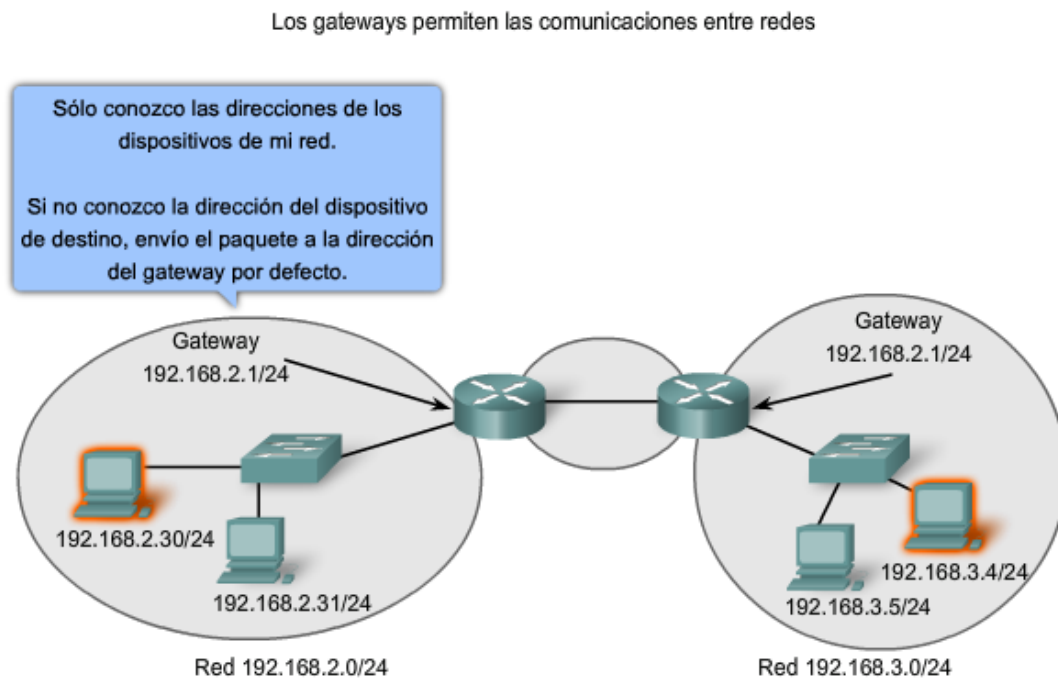 Los gateways permiten las comunicaciones entre redes
Sólo conozco las direcciones de los
dispositivos de mi red.
Si no conozco la dirección del dispositivo
de destino, envío el paquete a la dirección
del gateway por defecto.
Gateway
192.168.2.1/24
Gateway
192.168.2.1/24
192.168.2.30/24
192.168.2.31/24
192.168.3.4/24
192.168.3.5/24
Red 192.168.2.0/24
Red 192.168.3.0/24